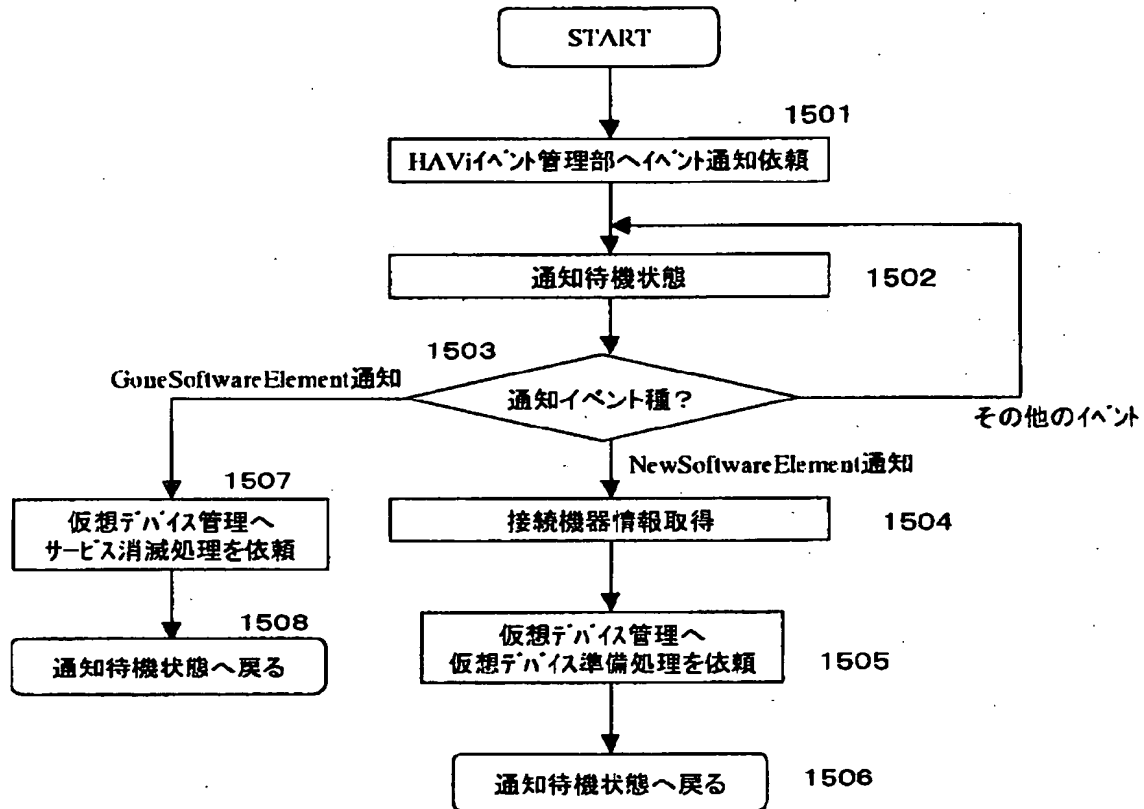 START
1501
HAViイベント管理部へイベント通知依頼
通知待機状態
1502
1503
GoneSoftwareElement通知
通知イベント種？
その他のイベント
NewSoftwareElement通知
1507
仮想デバイス管理へ
サービス消滅処理を依頼
接続機器情報取得
1504
1508
通知待機状態へ戻る
仮想デバイス管理へ
仮想デバイス準備処理を依頼
1505
通知待機状態へ戻る
1506